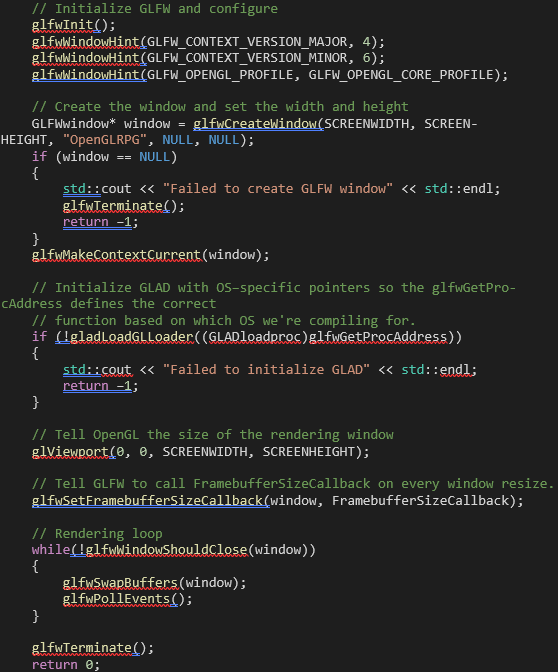 // Initialize GLFW and configure
glfwInit();
glfwWindowHint(GLFW_CONTEXT_VERSION_MAJOR, 4);
glfwWindowHint(GLFW_CONTEXT_VERSION_MINOR, 6);
glfwWindowHint(GLFW_OPENGL_PROFILE, GLFW_OPENGL_CORE_PROFILE);
// Create the window and set the width and height
GLFWwindow* window = glfwCreateWindow(SCREENWIDTH, SCREEN-
HEIGHT, "OpenGLRPG", NULL, NULL);
if (window == NULL)
{
std::cout << "Failed to create GLFW window" << std::endl;
glfwTerminate();
return –1;
}
glfwMakeContextCurrent(window);
// Initialize GLAD with OS–specific pointers so the glfwGetPro-
cAddress defines the correct
// function based on which OS we're compiling for.
if (!gladLoadGLLoader((GLADloadproc)glfwGetProcAddress))
{
std::cout << "Failed to initialize GLAD" << std::endl;
return –1;
}
// Tell OpenGL the size of the rendering window
glViewport(0, 0, SCREENWIDTH, SCREENHEIGHT);
// Tell GLFW to call FramebufferSizeCallback on every window resize.
glfwSetFramebufferSizeCallback(window, FramebufferSizeCallback);
// Rendering loop
while(!glfwWindowShouldClose(window))
{
glfwSwapBuffers(window);
glfwPollEvents();
}
glfwTerminate();
return 0;